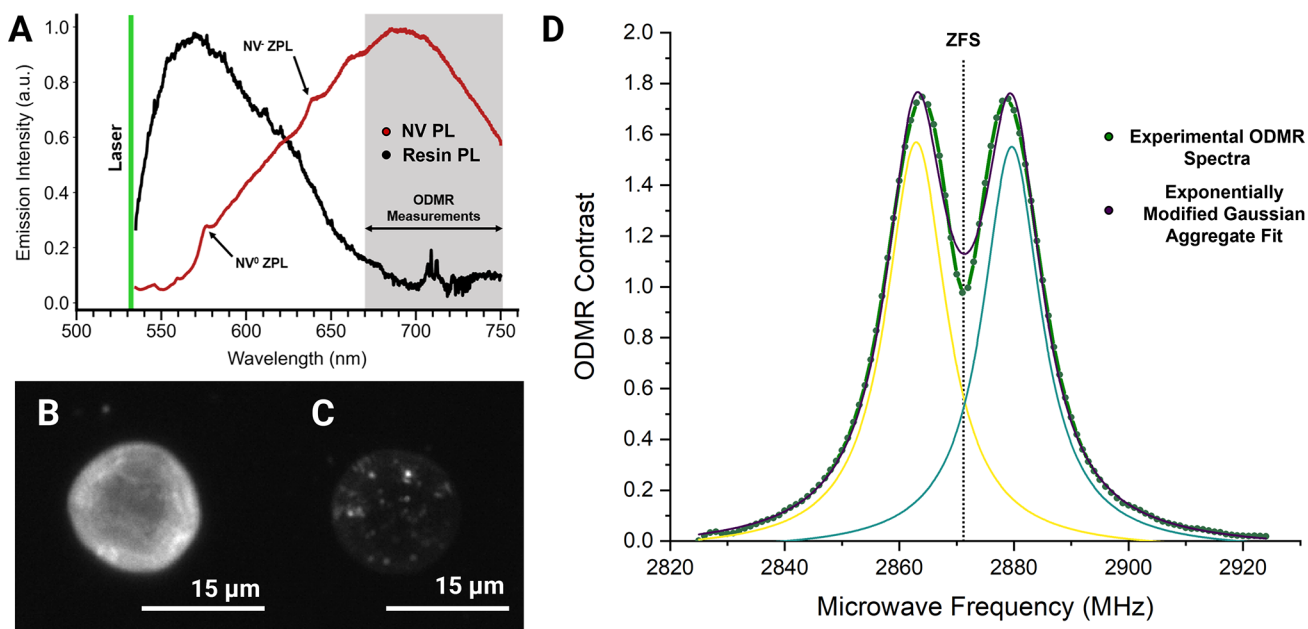 A
1.0
0.8
0.6
0.4
0.2
0.0
Emission Intensity (a.u.)
Laser
NV⁻ ZPL
NV⁰ ZPL
NV PL
Resin PL
ODMR
Measurements
500
550
600
650
700
750
Wavelength (nm)
B
15 µm
C
15 µm
D
2.0
1.8
1.6
1.4
1.2
1.0
0.8
0.6
0.4
0.2
0.0
ODMR Contrast
ZFS
Experimental ODMR
Spectra
Exponentially
Modified Gaussian
Aggregate Fit
2820
2840
2860
2880
2900
2920
Microwave Frequency (MHz)